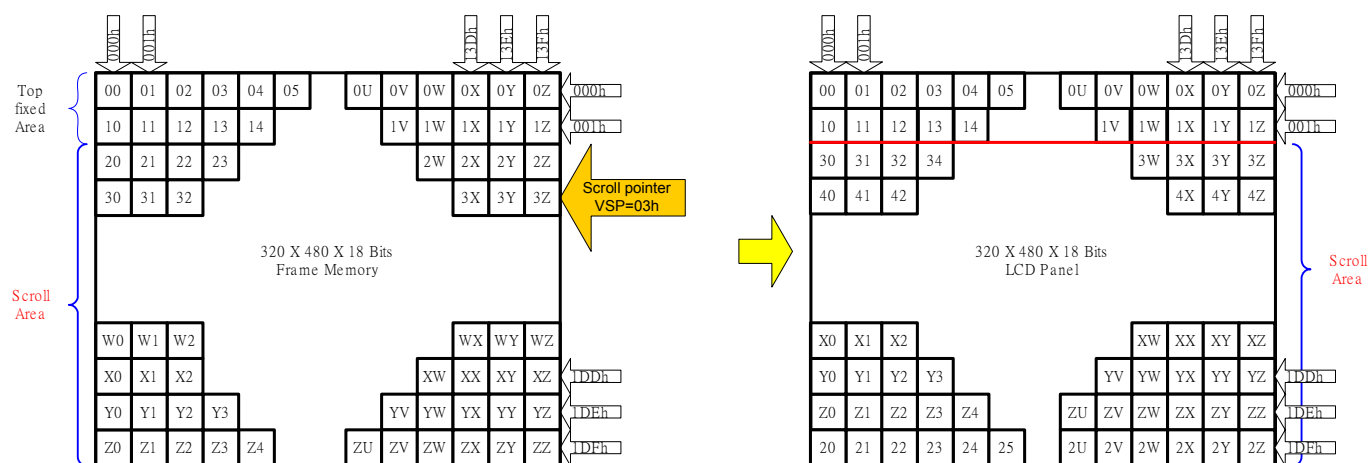 000h 001h 13Dh 13Eh 13Fh 000h 001h 13Dh 13Eh 13Fh
Top
fixed
Area
00 01 02 03 04 05 0U 0V 0W 0X 0Y 0Z 000h
10 11 12 13 14 1V 1W 1X 1Y 1Z 001h
20 21 22 23 2W 2X 2Y 2Z
30 31 32 3X 3Y 3Z
Scroll pointer
VSP=03h
320 X 480 X 18 Bits
Frame Memory
Scroll
Area
W0 W1 W2 WX WY WZ
X0 X1 X2 XW XX XY XZ 1DDh
Y0 Y1 Y2 Y3 YV YW YX YY YZ 1DEh
Z0 Z1 Z2 Z3 Z4 ZU ZV ZW ZX ZY ZZ 1DFh
00 01 02 03 04 05 0U 0V 0W 0X 0Y 0Z 000h
10 11 12 13 14 1V 1W 1X 1Y 1Z 001h
30 31 32 34 3W 3X 3Y 3Z
40 41 42 4X 4Y 4Z
320 X 480 X 18 Bits
LCD Panel
Scroll
Area
X0 X1 X2 XW XX XY XZ
Y0 Y1 Y2 Y3 YV YW YX YY YZ 1DDh
Z0 Z1 Z2 Z3 Z4 ZU ZV ZW ZX ZY ZZ 1DEh
20 21 22 23 24 25 2U 2V 2W 2X 2Y 2Z 1DFh